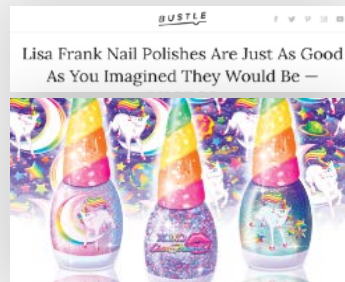 BUSTLE
Lisa Frank Nail Polishes Are Just As Good
As You Imagined They Would Be —